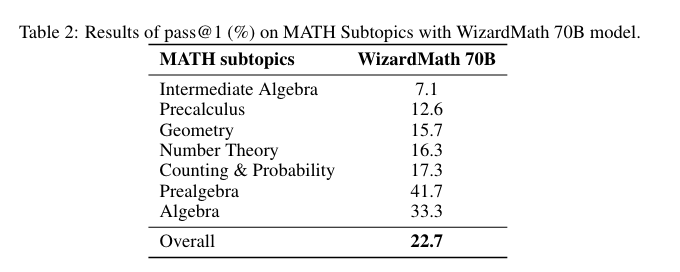 Table 2: Results of pass@1 (%) on MATH Subtopics with WizardMath 70B model.
MATH subtopics WizardMath 70B
Intermediate Algebra 7.1
Precalculus 12.6
Geometry 15.7
Number Theory 16.3
Counting & Probability 17.3
Prealgebra 41.7
Algebra 33.3
Overall 22.7